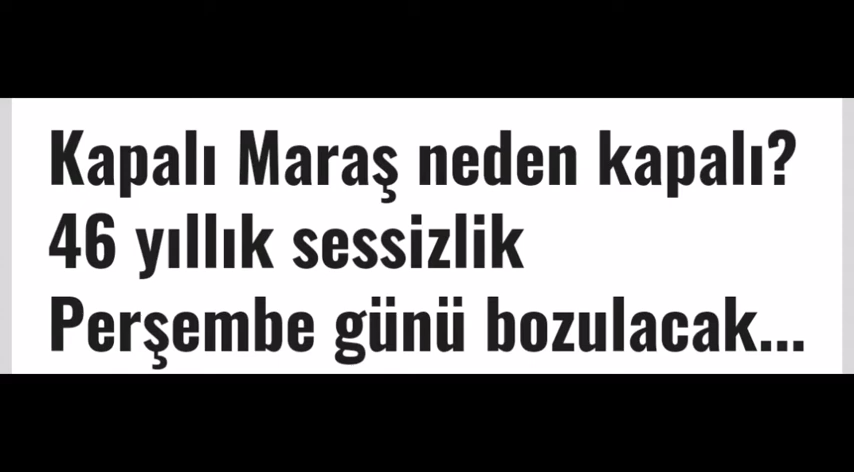 Kapalı Maraş neden kapalı?
46 yıllık sessizlik
Perşembe günü bozulacak...